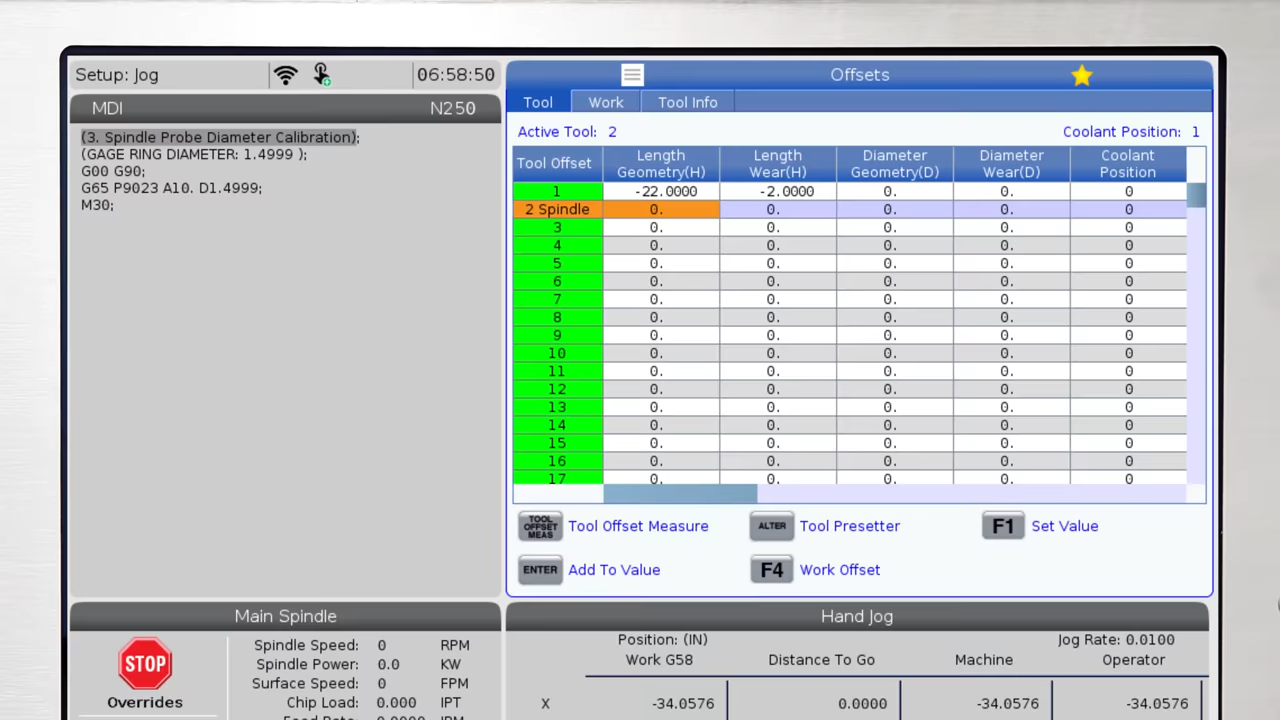 Setup: Jog
06:58:50
MDI N250
(3. Spindle Probe Diameter Calibration);
(GAGE RING DIAMETER: 1.4999 );
G00 G90;
G65 P9023 A10. D1.4999;
M30;
Offsets
Tool Work Tool Info
Active Tool: 2 Coolant Position: 1
Tool Offset Length Geometry(H) Length Wear(H) Diameter Geometry(D) Diameter Wear(D) Coolant Position
1 -22.0000 -2.0000 0. 0. 0
2 Spindle 0. 0. 0. 0. 0
3 0. 0. 0. 0. 0
4 0. 0. 0. 0. 0
5 0. 0. 0. 0. 0
6 0. 0. 0. 0. 0
7 0. 0. 0. 0. 0
8 0. 0. 0. 0. 0
9 0. 0. 0. 0. 0
10 0. 0. 0. 0. 0
11 0. 0. 0. 0. 0
12 0. 0. 0. 0. 0
13 0. 0. 0. 0. 0
14 0. 0. 0. 0. 0
15 0. 0. 0. 0. 0
16 0. 0. 0. 0. 0
17 0. 0. 0. 0. 0
TOOL OFFSET MEAS Tool Offset Measure ALTER Tool Presetter F1 Set Value
ENTER Add To Value F4 Work Offset
Main Spindle
STOP
Overrides
Spindle Speed: 0 RPM
Spindle Power: 0.0 KW
Surface Speed: 0 FPM
Chip Load: 0.000 IPT
Feed Rate: 0.0000 IPM
Hand Jog
Position: (IN) Jog Rate: 0.0100
Work G58 Distance To Go Machine Operator
X -34.0576 0.0000 -34.0576 -34.0576